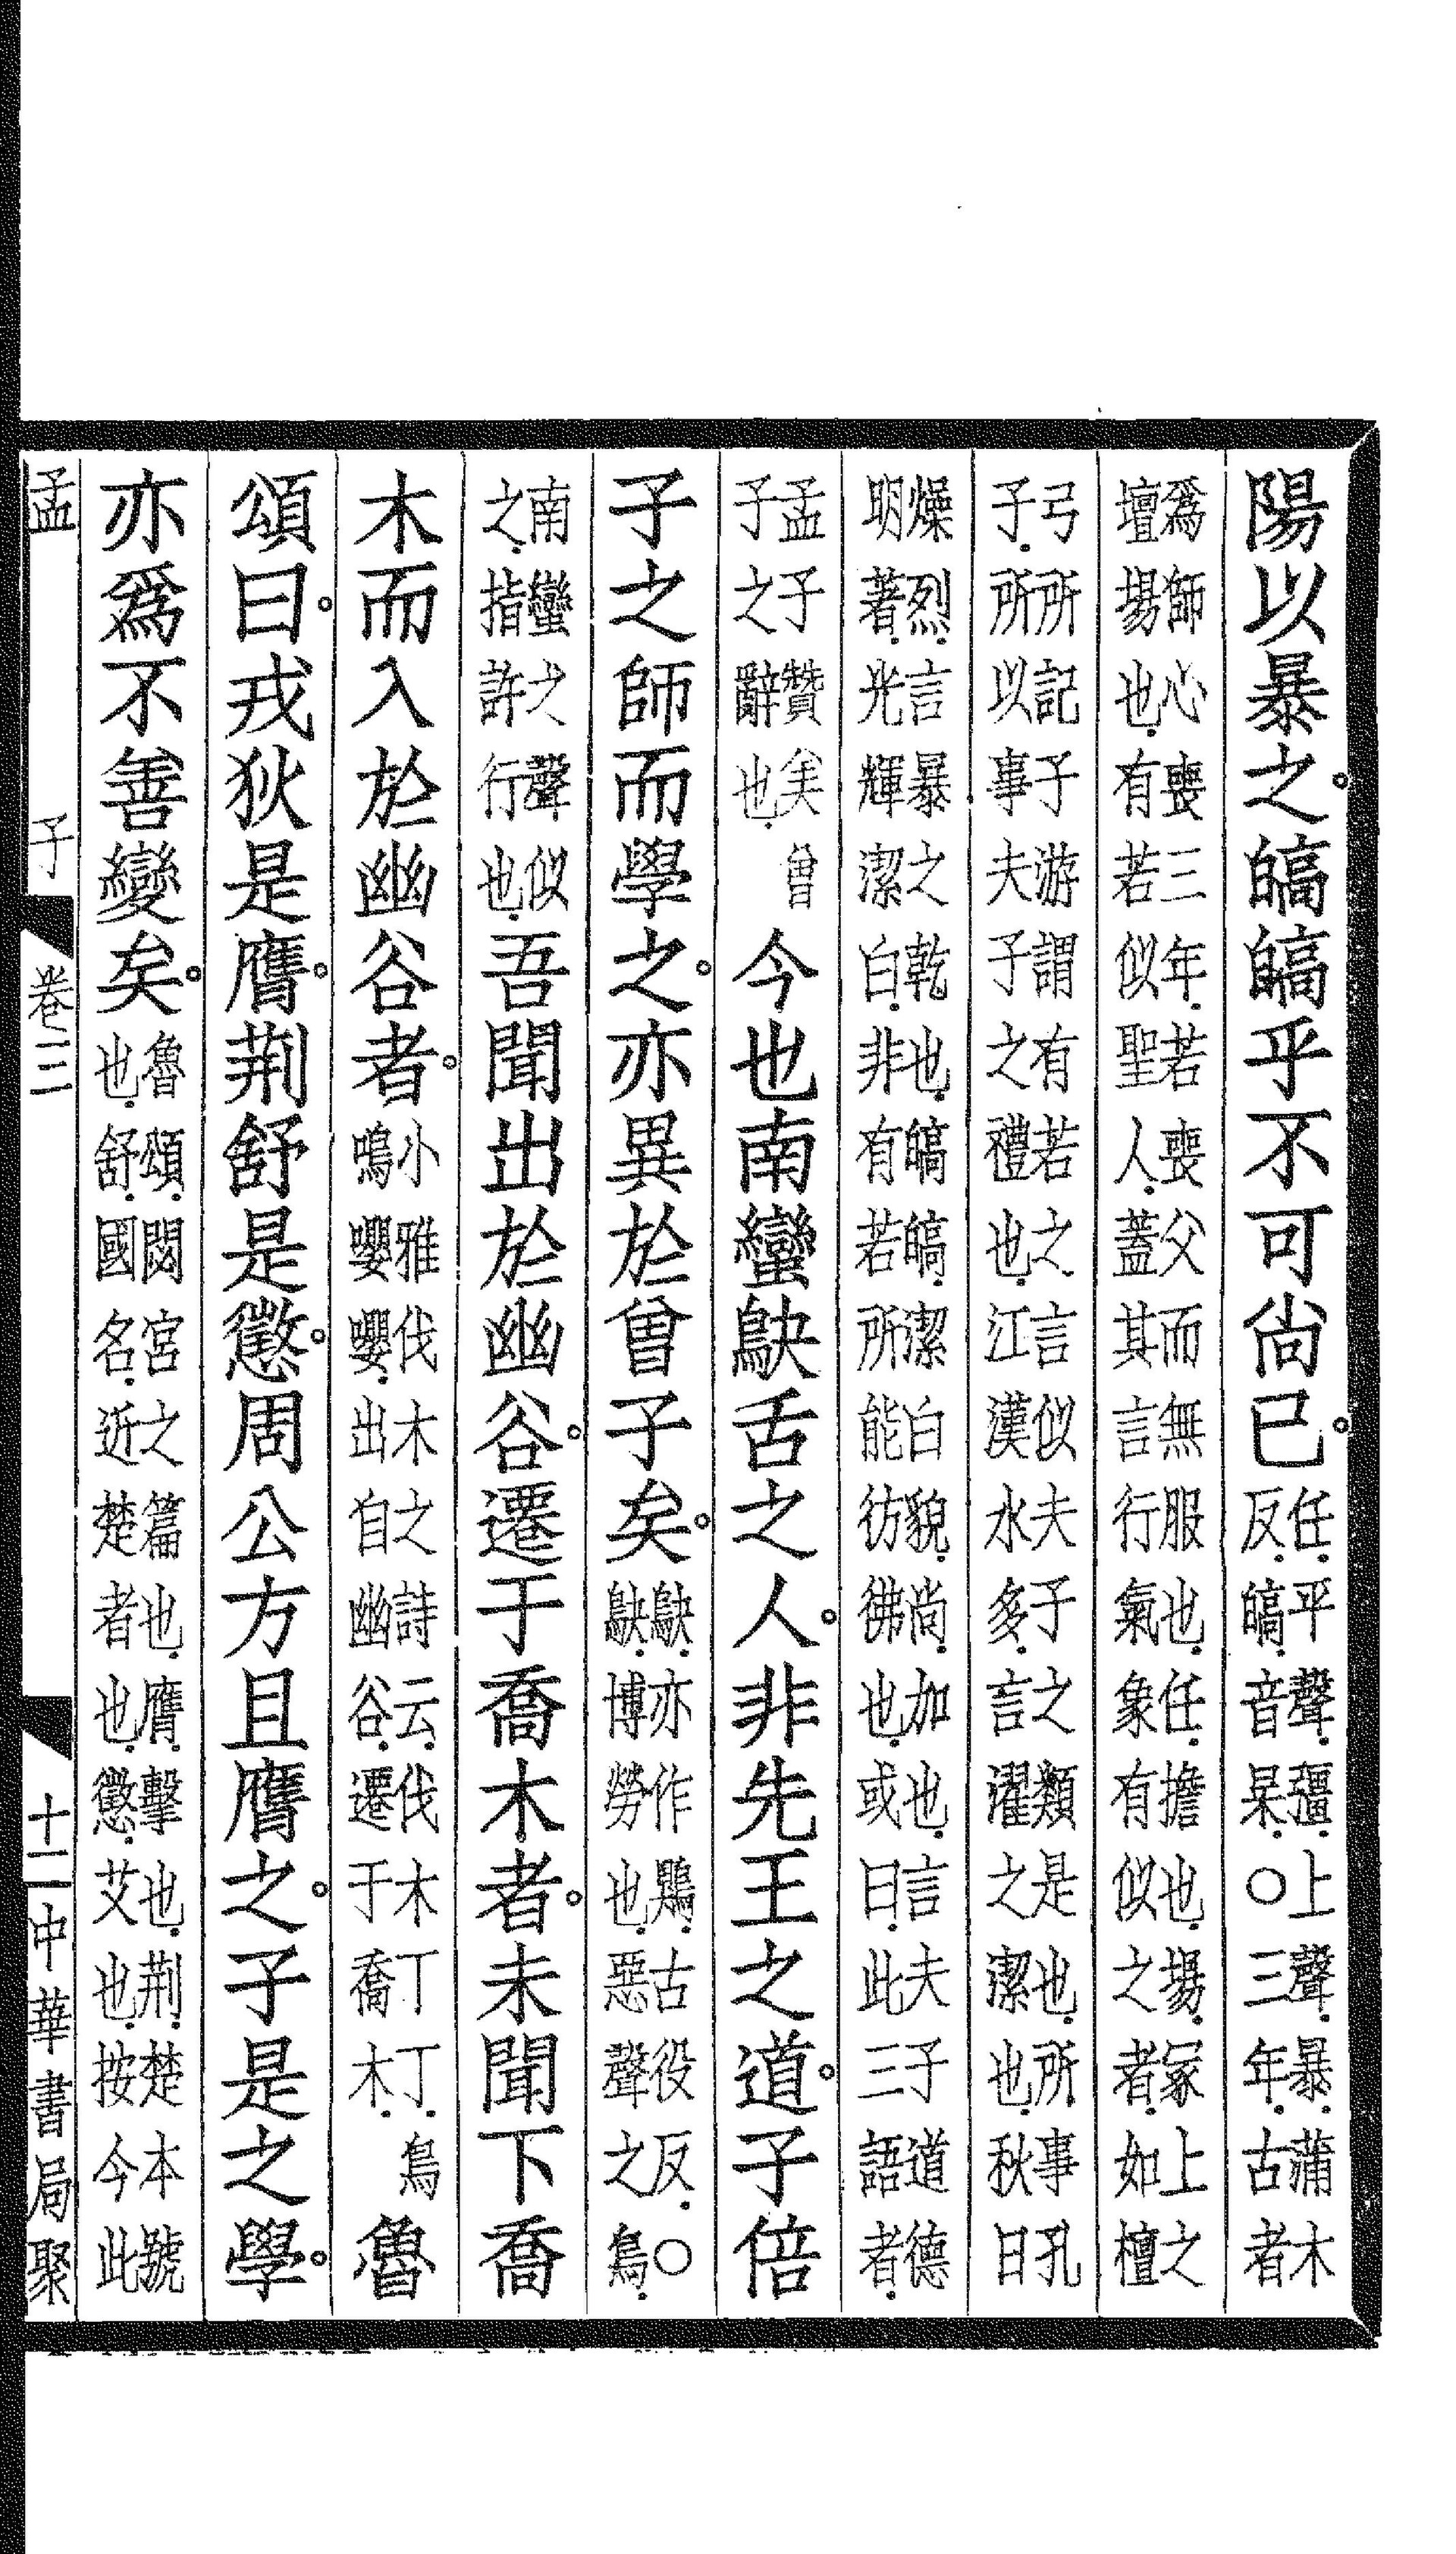 陽以暴之。皜皜乎不可尚已。任。平聲。彊。上聲。暴。蒲木反。皜。音杲。○三年。古者
爲師心喪三年。若喪父而無服也。任。擔也。場。冢上之壇場也。有若似聖人。蓋其言行氣象有似之者。如檀
弓所記子游謂有若之言似夫子之類是也。所事孔子。所以事夫子之禮也。江漢水多。言濯之潔也。秋日
燥烈。言暴之乾也。皜皜。潔白貌。尚。加也。言夫子道德明著。光輝潔白。非有若所能彷彿也。或曰。此三語者。
孟子贊美曾子之辭也。今也南蠻鴃舌之人。非先王之道。子倍
子之師而學之。亦異於曾子矣。鴃。亦作鶪。古役反。○鴃。博勞也。惡聲之鳥。
南蠻之聲似之。指許行也。吾聞出於幽谷。遷于喬木者。未聞下喬
木而入於幽谷者。小雅伐木之詩云。伐木丁丁。鳥鳴嚶嚶。出自幽谷。遷于喬木。魯
頌曰。戎狄是膺。荆舒是懲。周公方且膺之。子是之學。
亦爲不善變矣。魯頌。閟宮之篇也。膺。擊也。荆。楚本號也。舒。國名。近楚者也。懲。艾也。按今此
孟子 卷三 十二 中華書局聚